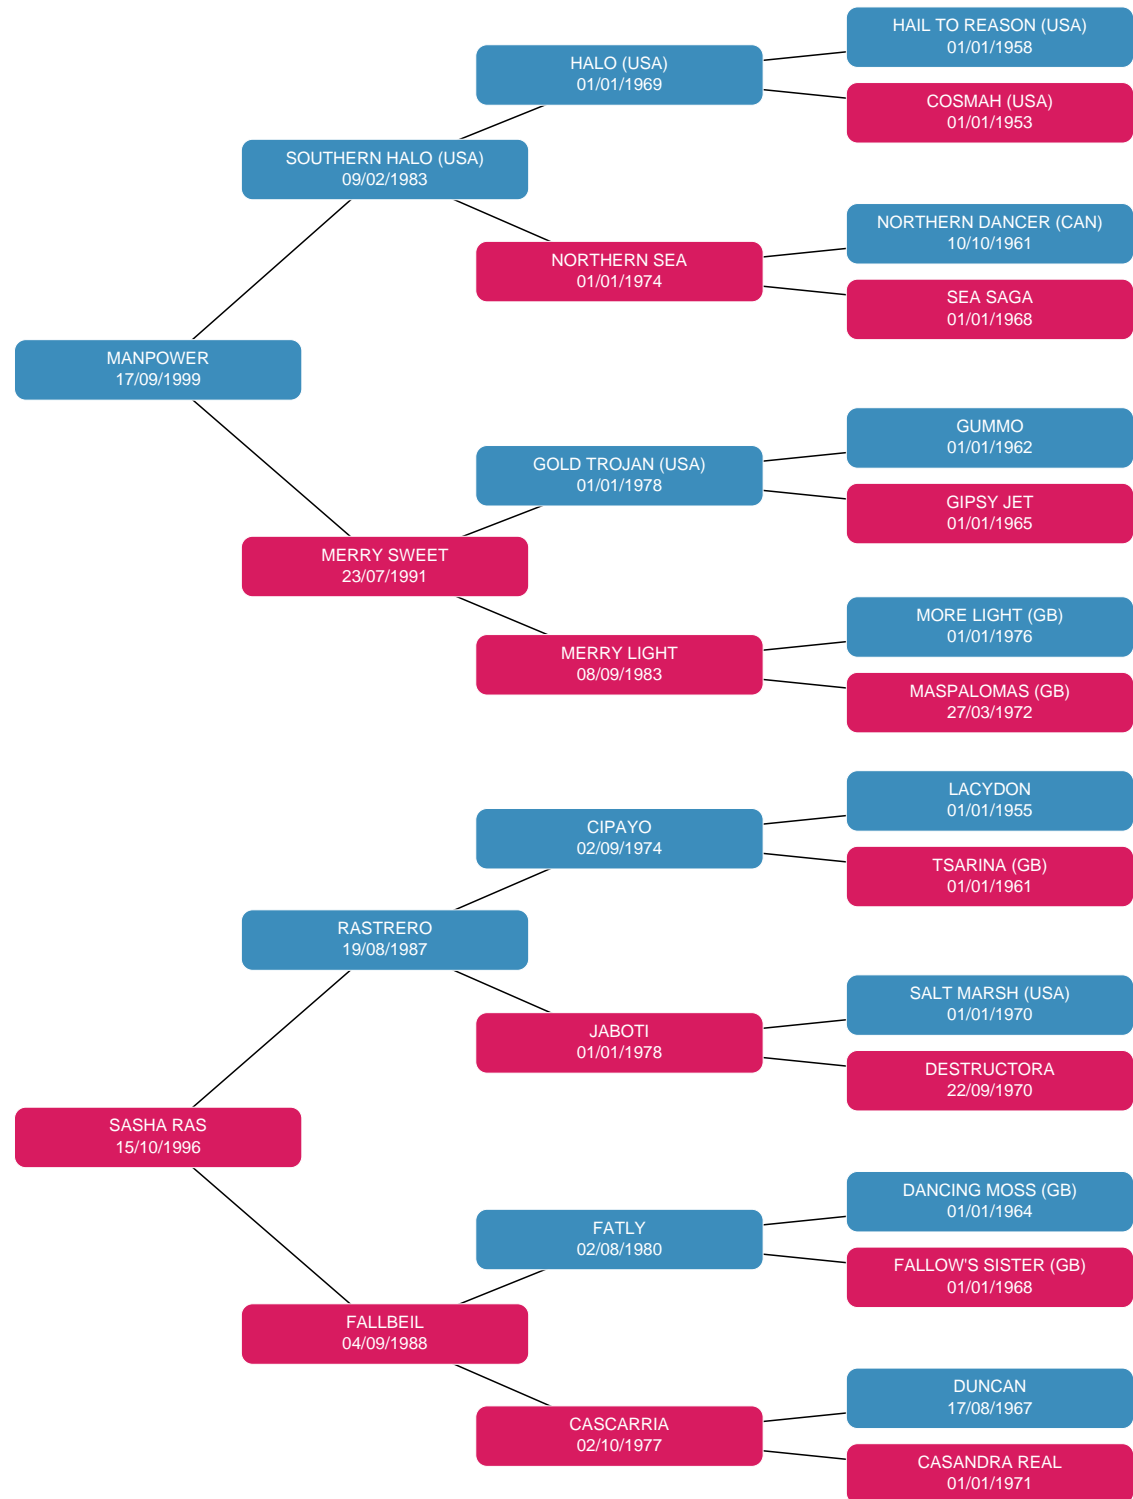 HAIL TO REASON (USA)
01/01/1958
HALO (USA)
01/01/1969
COSMAH (USA)
01/01/1953
SOUTHERN HALO (USA)
09/02/1983
NORTHERN DANCER (CAN)
10/10/1961
NORTHERN SEA
01/01/1974
SEA SAGA
01/01/1968
MANPOWER
17/09/1999
GUMMO
01/01/1962
GOLD TROJAN (USA)
01/01/1978
GIPSY JET
01/01/1965
MERRY SWEET
23/07/1991
MORE LIGHT (GB)
01/01/1976
MERRY LIGHT
08/09/1983
MASPALOMAS (GB)
27/03/1972
LACYDON
01/01/1955
CIPAYO
02/09/1974
TSARINA (GB)
01/01/1961
RASTRERO
19/08/1987
SALT MARSH (USA)
01/01/1970
JABOTI
01/01/1978
DESTRUCTORA
22/09/1970
SASHA RAS
15/10/1996
DANCING MOSS (GB)
01/01/1964
FATLY
02/08/1980
FALLOW'S SISTER (GB)
01/01/1968
FALLBEIL
04/09/1988
DUNCAN
17/08/1967
CASCARRIA
02/10/1977
CASANDRA REAL
01/01/1971